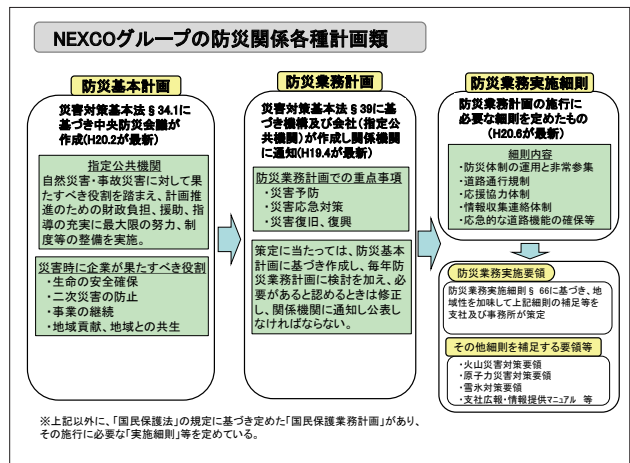 NEXCOグループの防災関係各種計画類
防災基本計画
災害対策基本法§34.1に
基づき中央防災会議が
作成(H20.2が最新)
指定公共機関
自然災害・事故災害に対して果
たすべき役割を踏まえ、計画推
進のための財政負担、援助、指
導の充実に最大限の努力、制
度等の整備を実施。
災害時に企業が果たすべき役割
・生命の安全確保
・二次災害の防止
・事業の継続
・地域貢献、地域との共生
防災業務計画
災害対策基本法§39に基
づき機構及び会社(指定公
共機関)が作成し関係機関
に通知(H19.4が最新)
防災業務計画での重点事項
・災害予防
・災害応急対策
・災害復旧、復興
策定に当たっては、防災基本
計画に基づき作成し、毎年防
災業務計画に検討を加え、必
要があると認めるときは修正
し、関係機関に通知し公表し
なければならない。
防災業務実施細則
防災業務計画の施行に
必要な細則を定めたもの
(H20.6が最新)
細則内容
・防災体制の運用と非常参集
・道路通行規制
・応援協力体制
・情報収集連絡体制
・応急的な道路機能の確保等
防災業務実施要領
防災業務実施細則§66に基づき、地
域性を加味して上記細則の補足等を
支社及び事務所が策定
その他細則を補足する要領等
・火山災害対策要領
・原子力災害対策要領
・雪氷対策要領
・支社広報・情報提供マニュアル 等
※上記以外に、「国民保護法」の規定に基づき定めた「国民保護業務計画」があり、
その施行に必要な「実施細則」等を定めている。